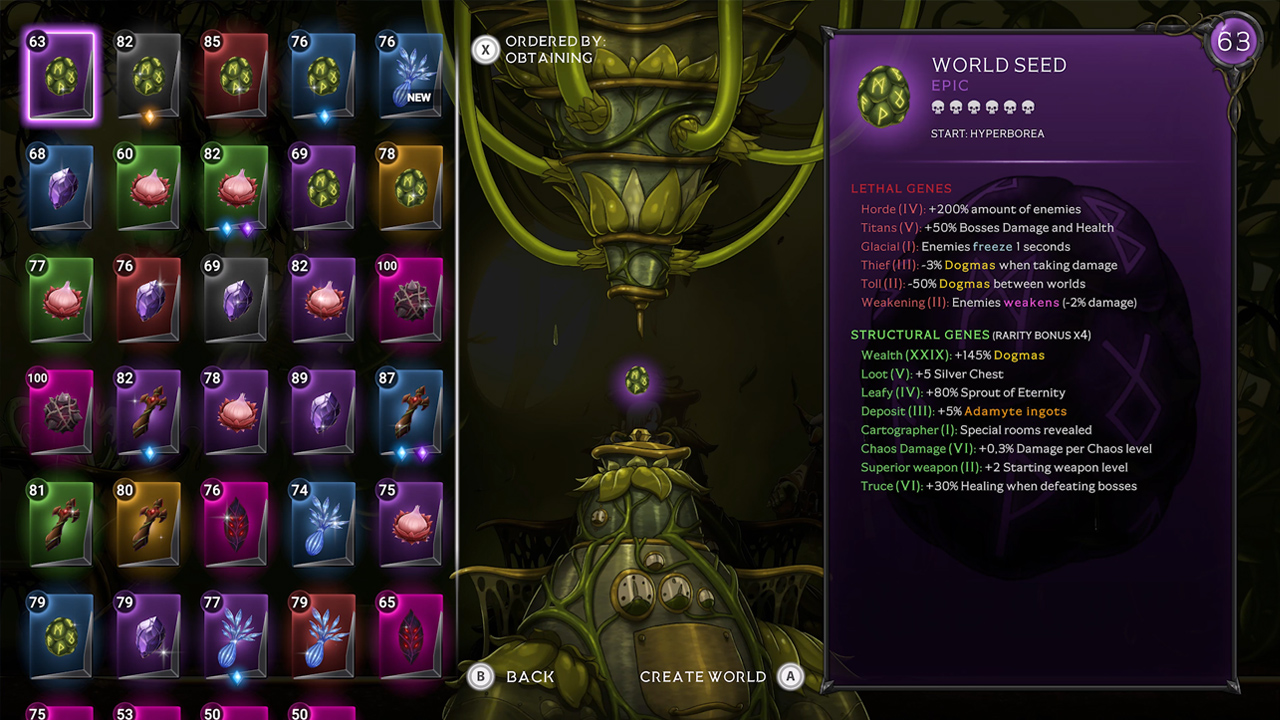 63 82 85 76 76
NEW
68 60 82 69 78
77 76 69 82 100
100 82 78 89 87
81 80 76 74 75
79 79 77 79 65
75 53 50 50
X ORDERED BY:
OBTAINING
B BACK
CREATE WORLD A
63
WORLD SEED
EPIC
START: HYPERBOREA
LETHAL GENES
Horde (IV): +200% amount of enemies
Titans (V): +50% Bosses Damage and Health
Glacial (I): Enemies freeze 1 seconds
Thief (III): -3% Dogmas when taking damage
Toll (II): -50% Dogmas between worlds
Weakening (II): Enemies weakens (-2% damage)
STRUCTURAL GENES (RARITY BONUS X4)
Wealth (XXIX): +145% Dogmas
Loot (V): +5 Silver Chest
Leafy (IV): +80% Sprout of Eternity
Deposit (III): +5% Adamyte ingots
Cartographer (I): Special rooms revealed
Chaos Damage (VI): +0,3% Damage per Chaos level
Superior weapon (II): +2 Starting weapon level
Truce (VI): +30% Healing when defeating bosses